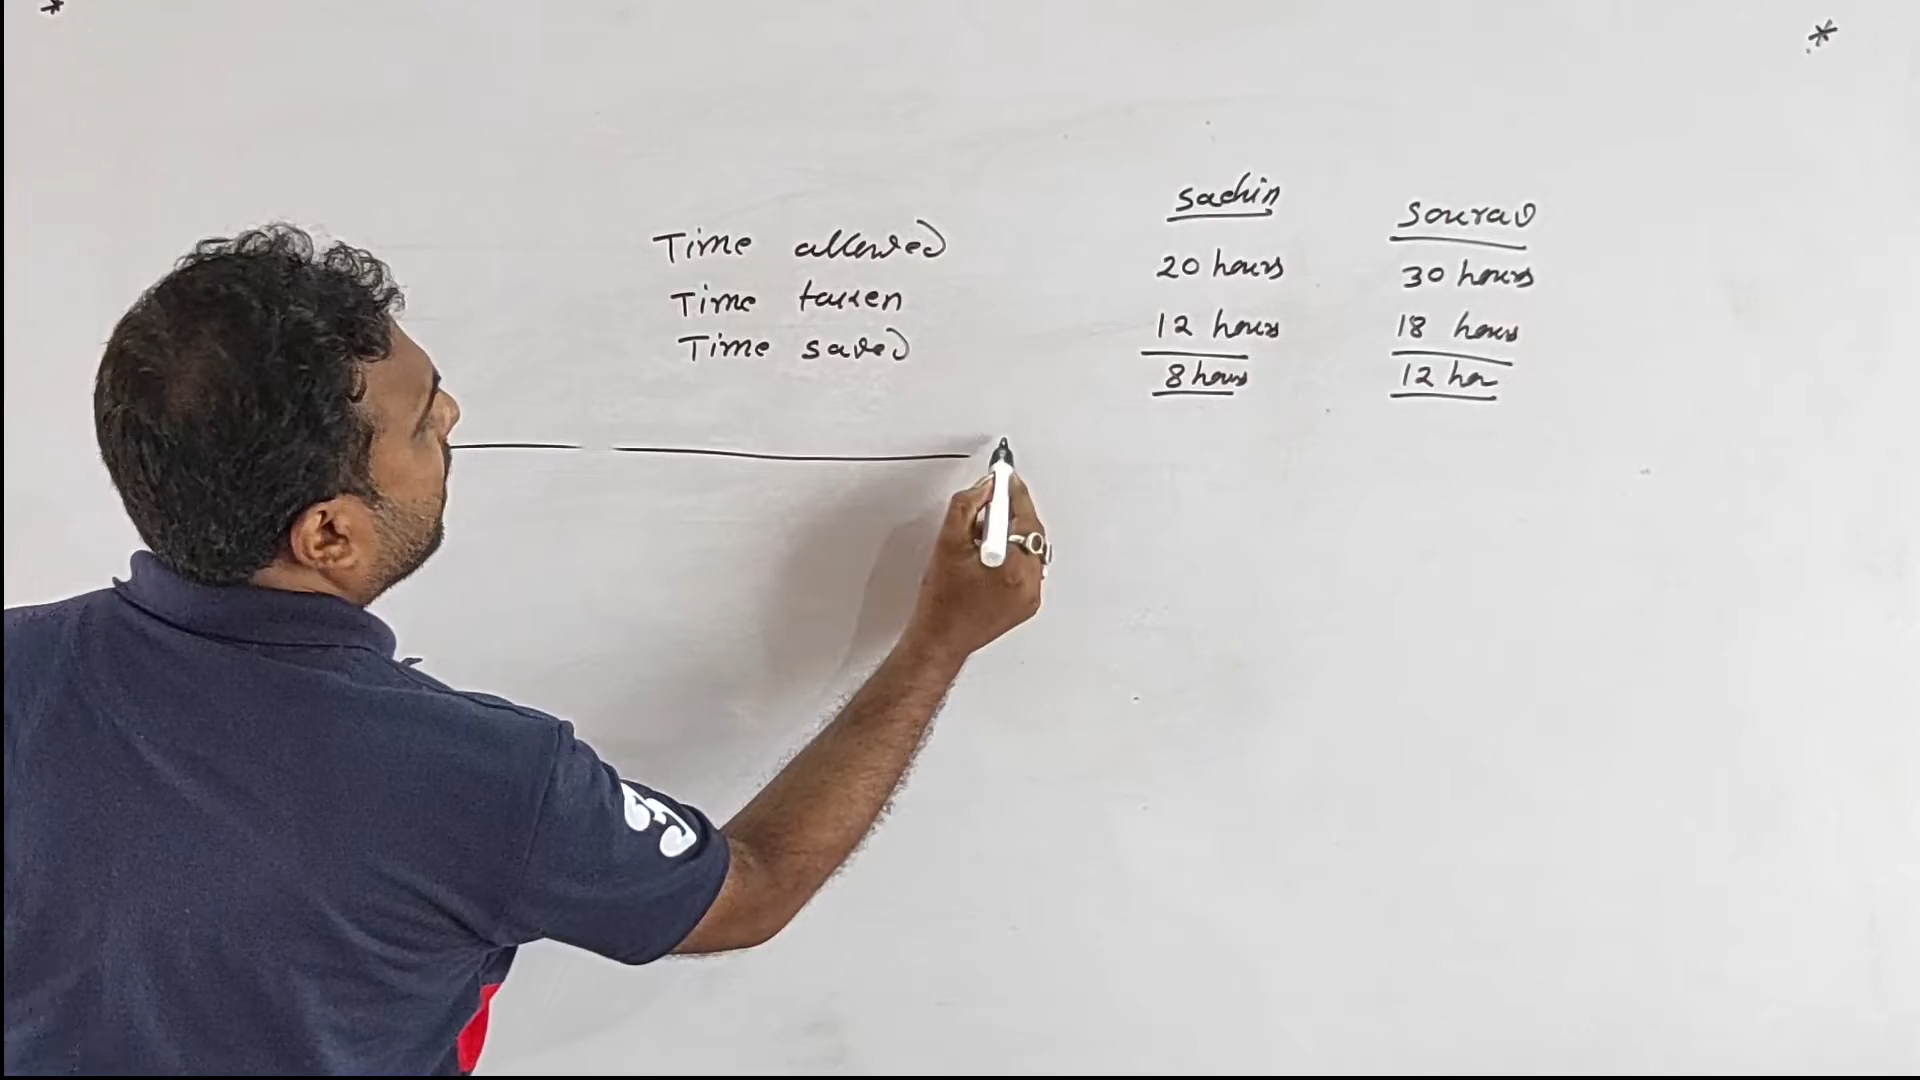 * *
Sachin Sourav
Time allowed 20 hours 30 hours
Time taken 12 hours 18 hours
Time saved 8 hours 12 hou